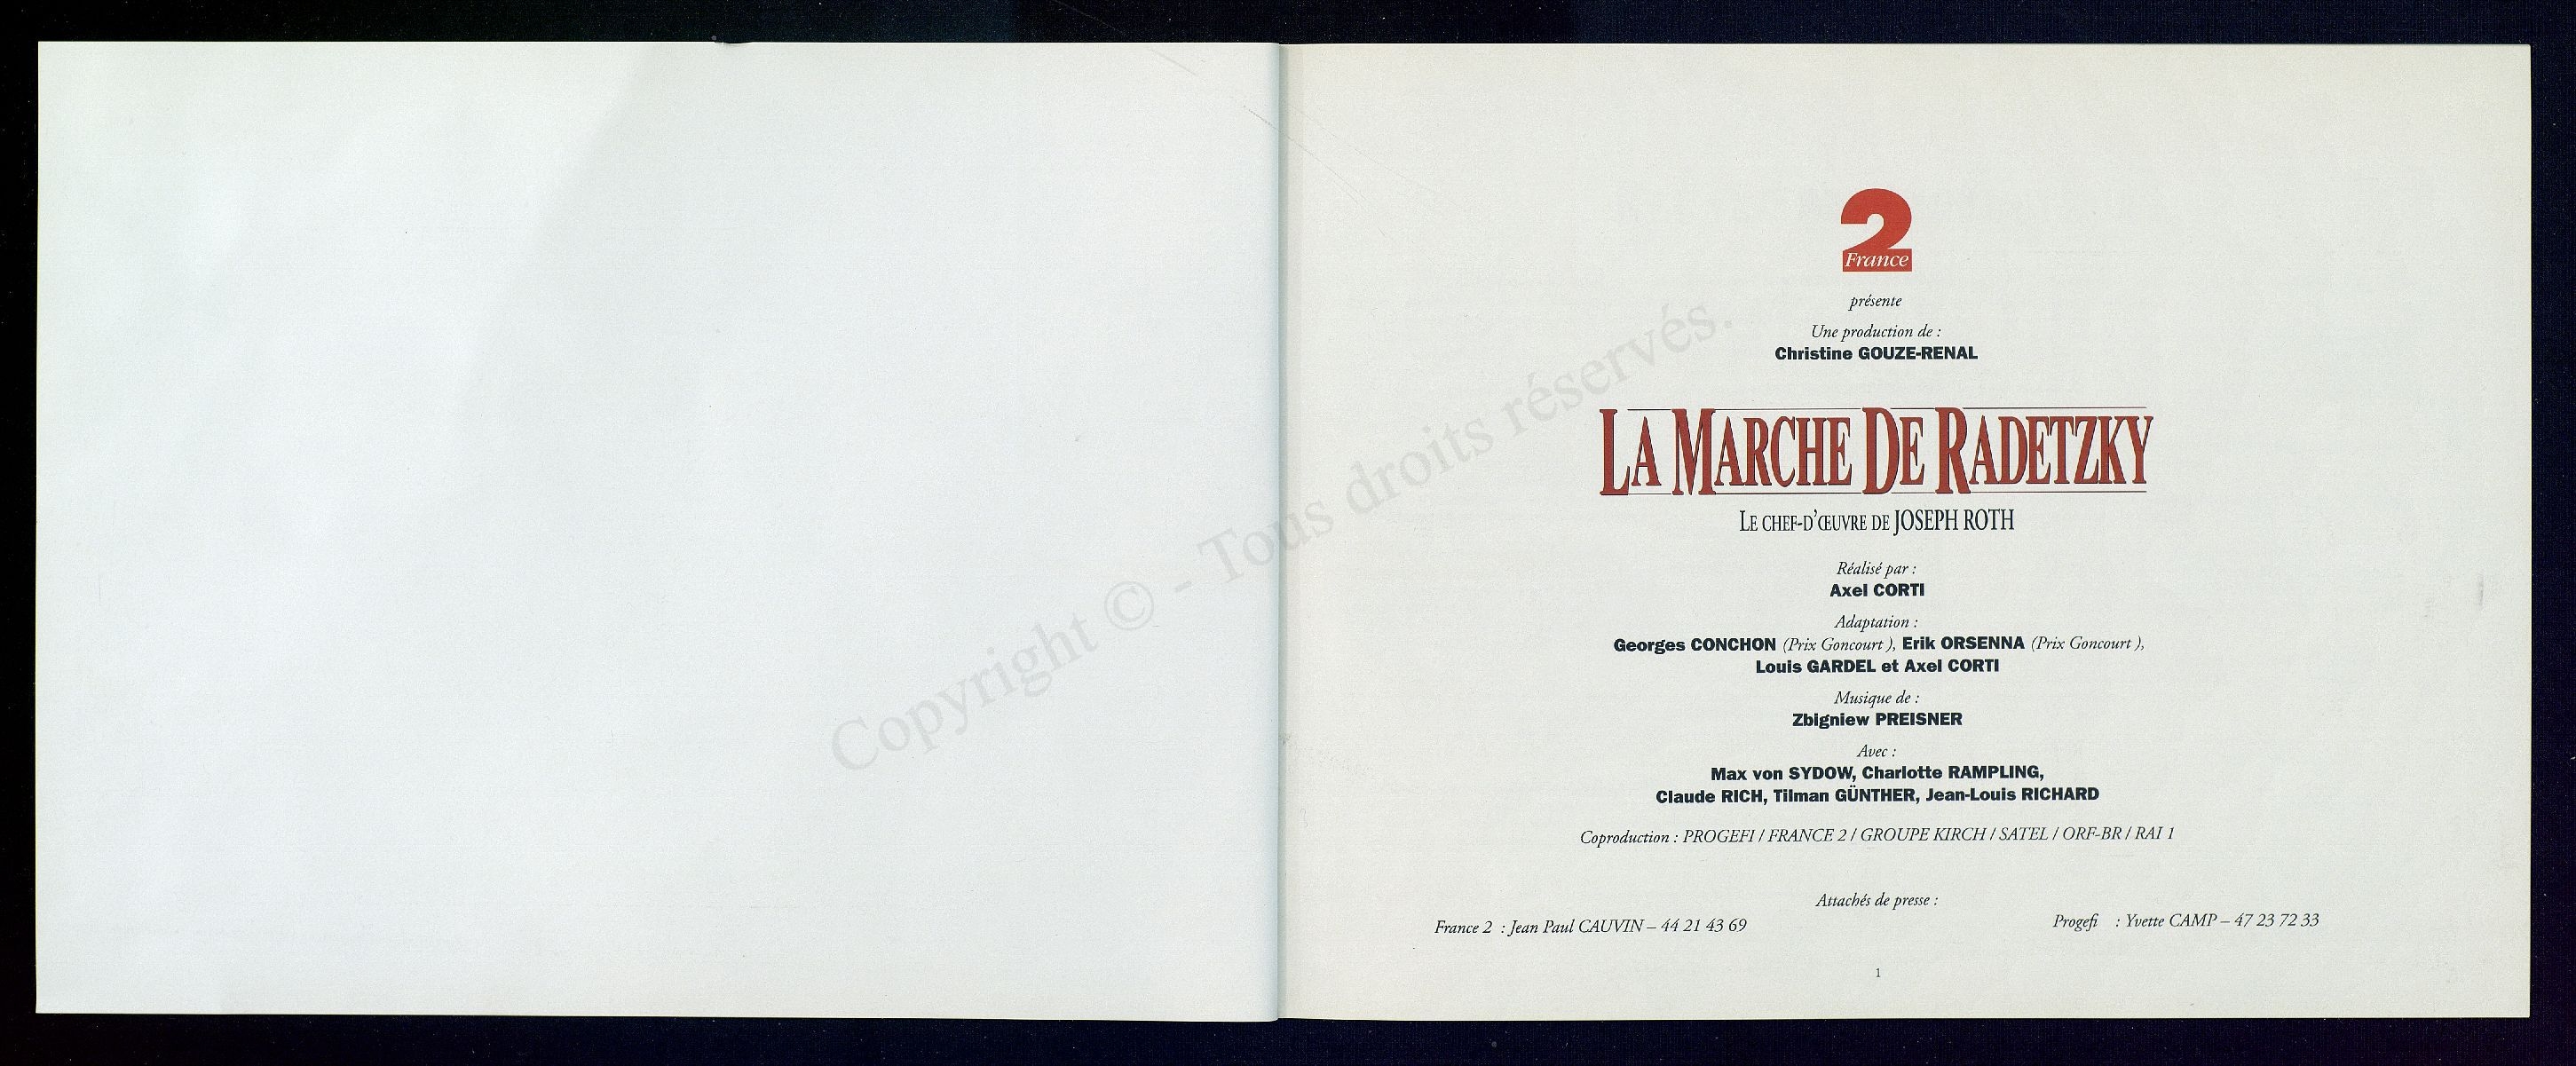 2
France
présente
Une production de :
Christine GOUZE-RENAL
LA MARCHE DE RADETZKY
LE CHEF-D'ŒUVRE DE JOSEPH ROTH
Réalisé par :
Axel CORTI
Adaptation :
Georges CONCHON (Prix Goncourt ), Erik ORSENNA (Prix Goncourt ),
Louis GARDEL et Axel CORTI
Musique de :
Zbigniew PREISNER
Avec :
Max von SYDOW, Charlotte RAMPLING,
Claude RICH, Tilman GÜNTHER, Jean-Louis RICHARD
Coproduction : PROGEFI / FRANCE 2 / GROUPE KIRCH / SATEL / ORF-BR / RAI 1
Attachés de presse :
France 2 : Jean Paul CAUVIN – 44 21 43 69
Progefi : Yvette CAMP – 47 23 72 33
1
Copyright © - Tous droits réservés.